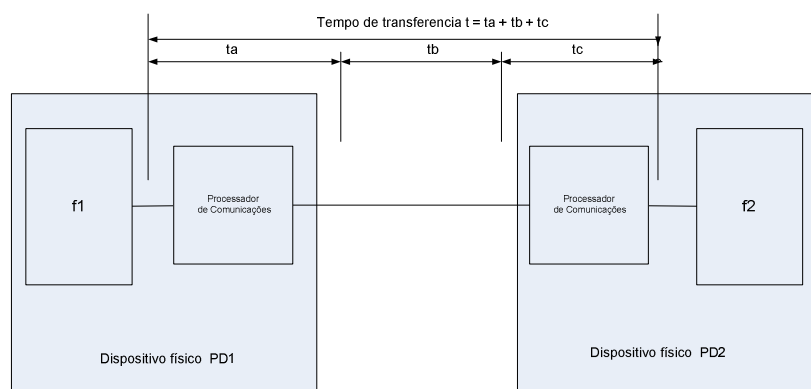 Tempo de transferencia t = ta + tb + tc
ta
tb
tc
f1
Processador
de Comunicações
Processador
de Comunicações
f2
Dispositivo físico PD1
Dispositivo físico PD2